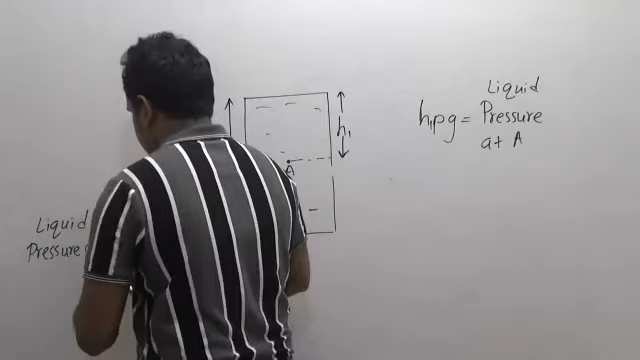 Liquid
h₁ρg = Pressure
at A
h₁
A
Liquid
Pressure